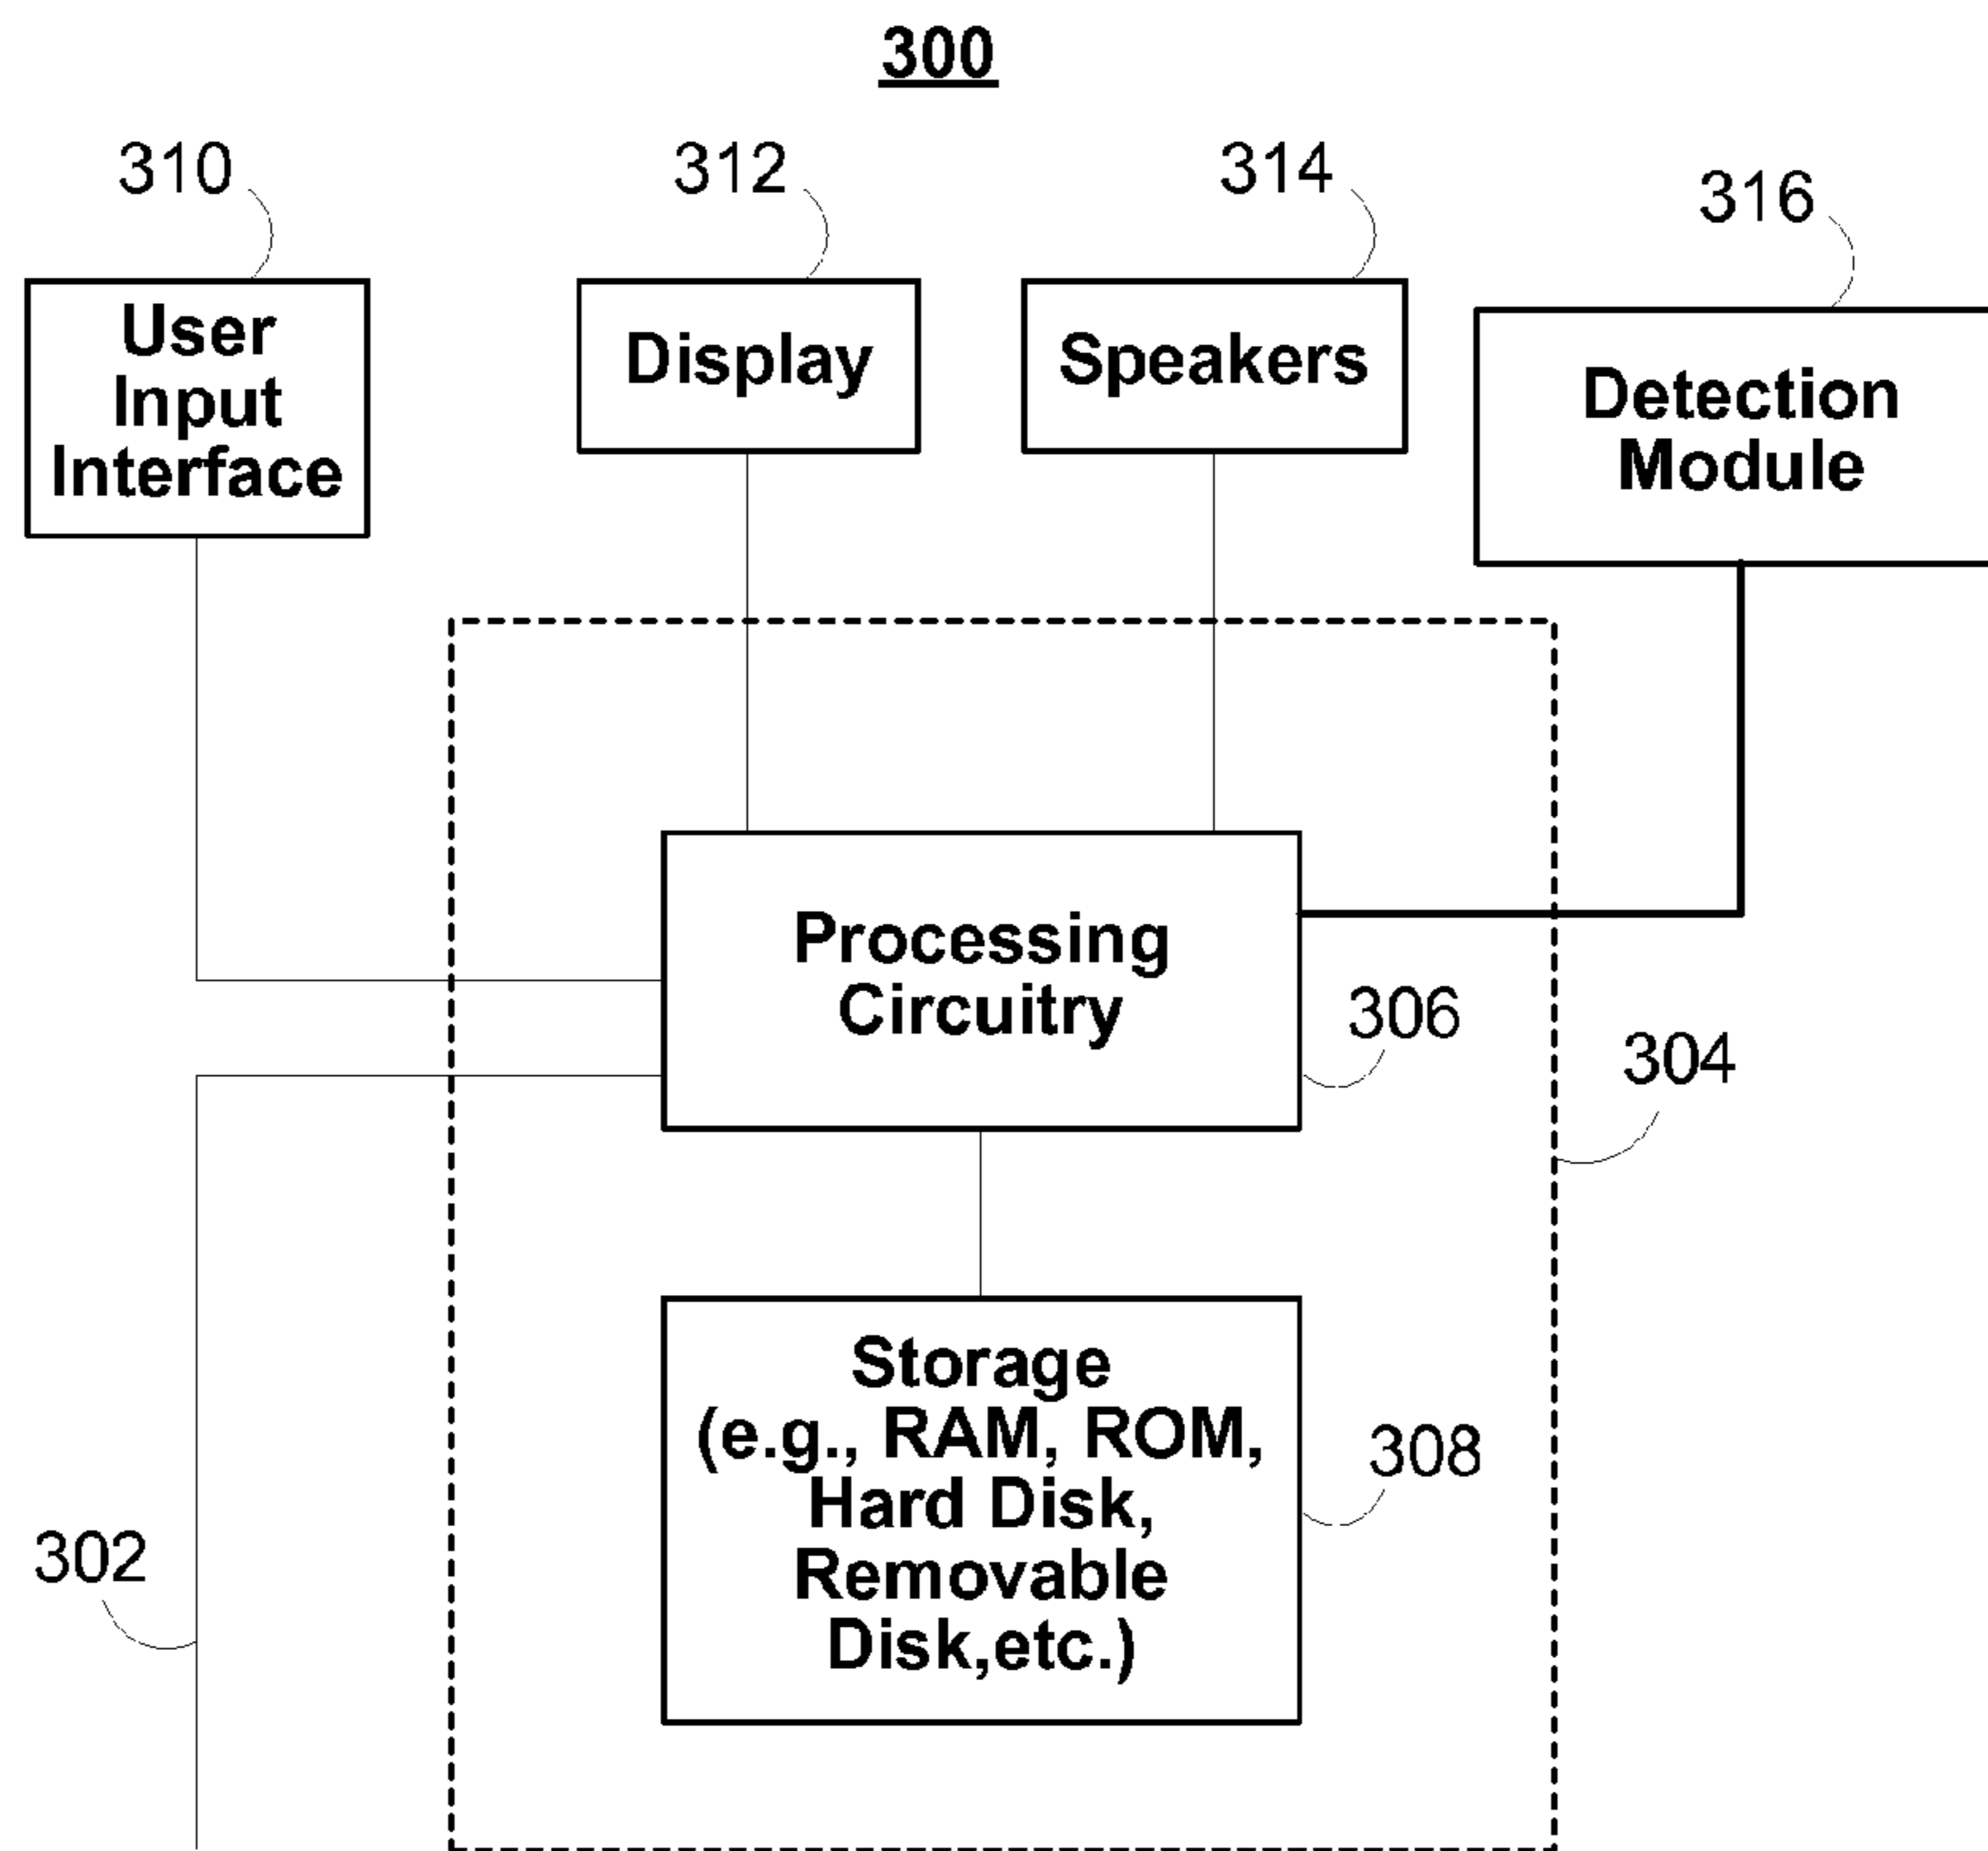 300
310
312
314
316
User
Input
Interface
Display
Speakers
Detection
Module
Processing
Circuitry
306
304
Storage
(e.g., RAM, ROM,
Hard Disk,
Removable
Disk,etc.)
308
302